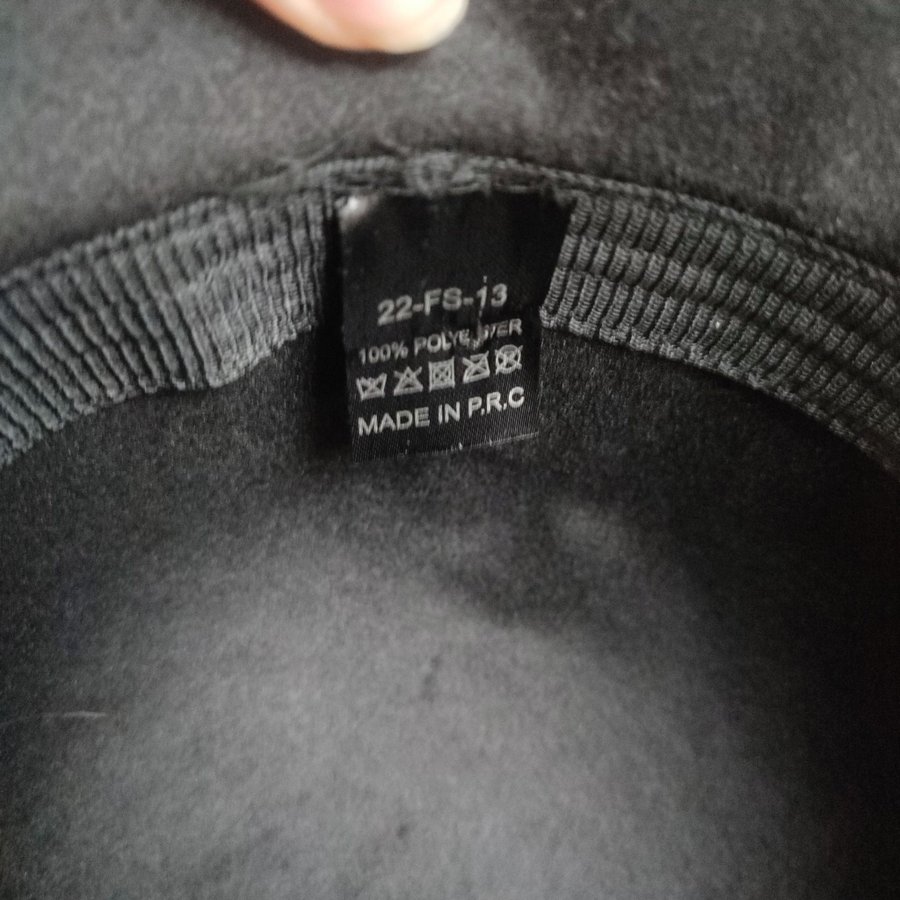 22-FS-13
100% POLYESTER
MADE IN P.R.C